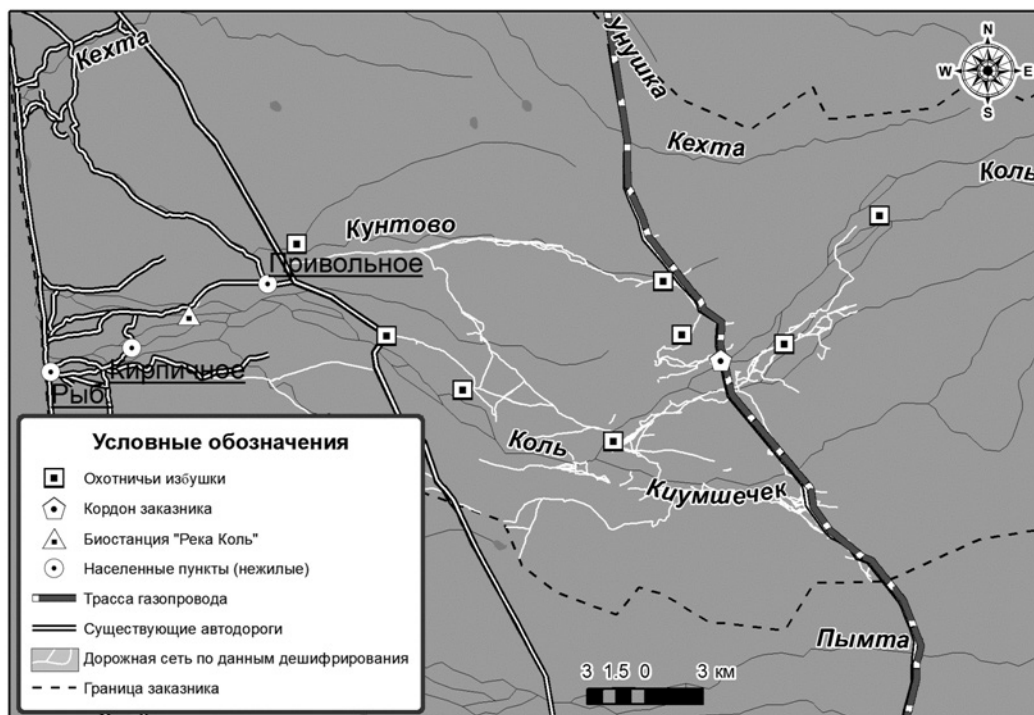 Кехта
Унушка
N
W
E
S
Кехта
Коль
Кунтово
Привольное
Кирпичное
Рыб
Коль
Киумшечек
Пымта
Условные обозначения
Охотничьи избушки
Кордон заказника
Биостанция "Река Коль"
Населенные пункты (нежилые)
Трасса газопровода
Существующие автодороги
Дорожная сеть по данным дешифрирования
Граница заказника
3 1.5 0 3 км